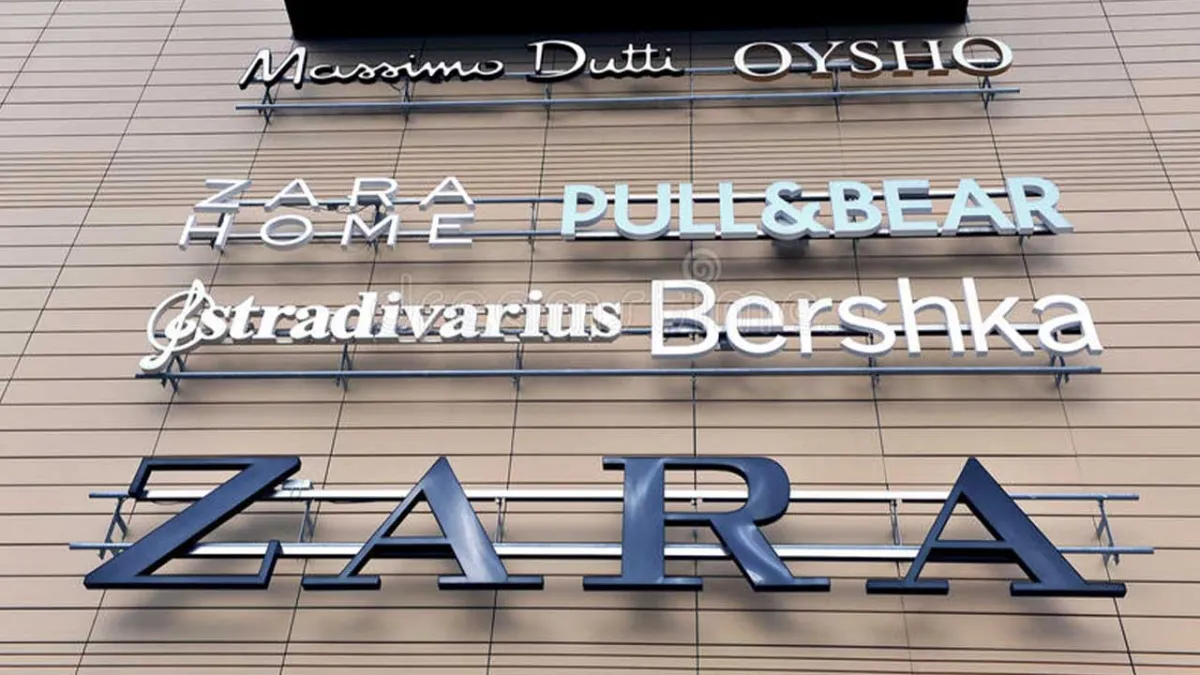 Massimo Dutti OYSHO
ZARA HOME
PULL&BEAR
stradivarius Bershka
ZARA